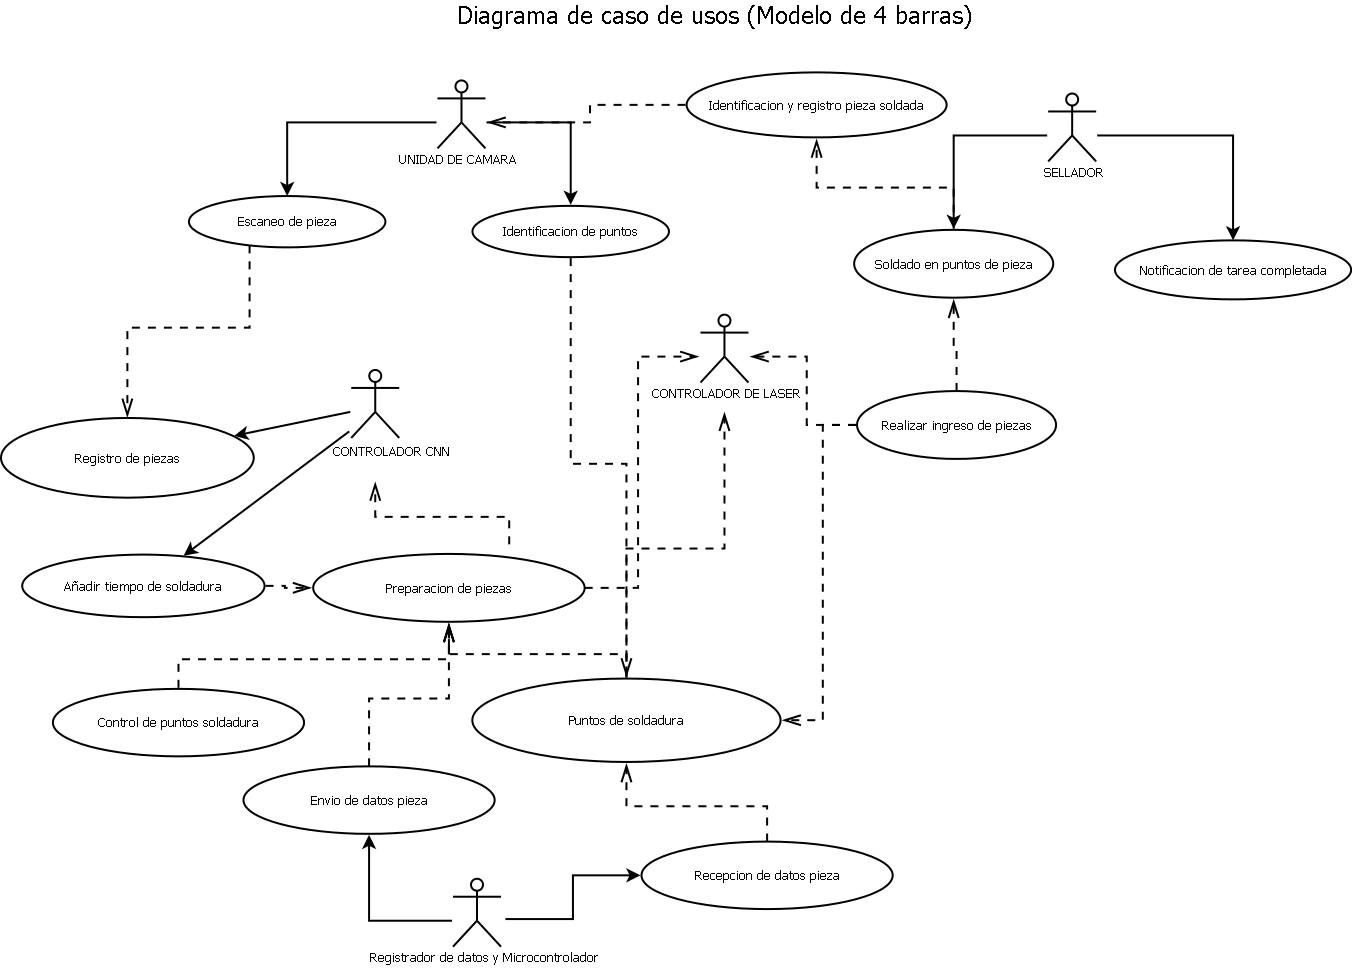 Diagrama de caso de usos (Modelo de 4 barras)
Identificacion y registro pieza soldada
UNIDAD DE CAMARA
SELLADOR
Escaneo de pieza
Identificacion de puntos
Soldado en puntos de pieza
Notificacion de tarea completada
CONTROLADOR DE LASER
Realizar ingreso de piezas
CONTROLADOR CNN
Registro de piezas
Añadir tiempo de soldadura
Preparacion de piezas
Control de puntos soldadura
Puntos de soldadura
Envio de datos pieza
Recepcion de datos pieza
Registrador de datos y Microcontrolador